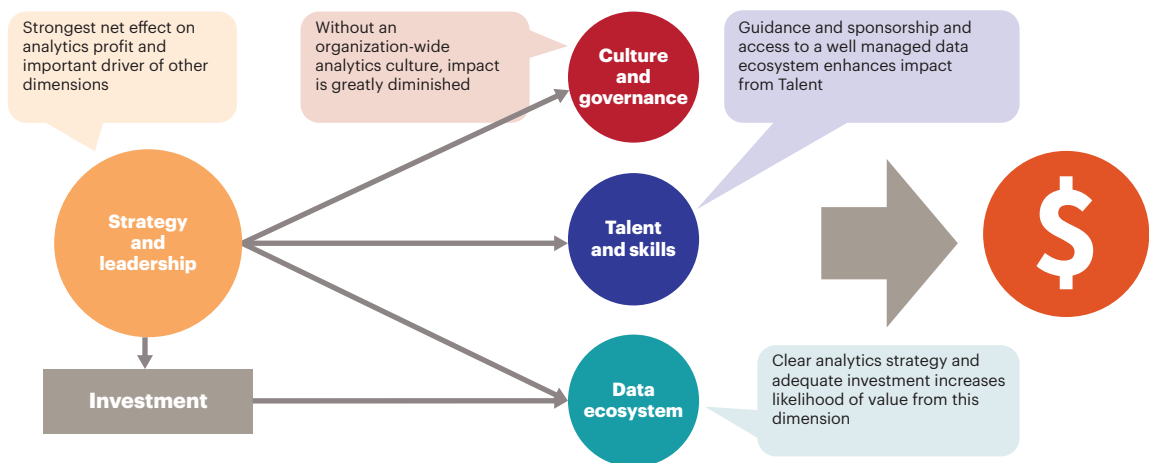 Strongest net effect on
analytics profit and
important driver of other
dimensions
Without an
organization-wide
analytics culture, impact
is greatly diminished
Culture
and
governance
Guidance and sponsorship and
access to a well managed data
ecosystem enhances impact
from Talent
Strategy
and
leadership
Talent
and skills
$
Investment
Data
ecosystem
Clear analytics strategy and
adequate investment increases
likelihood of value from this
dimension